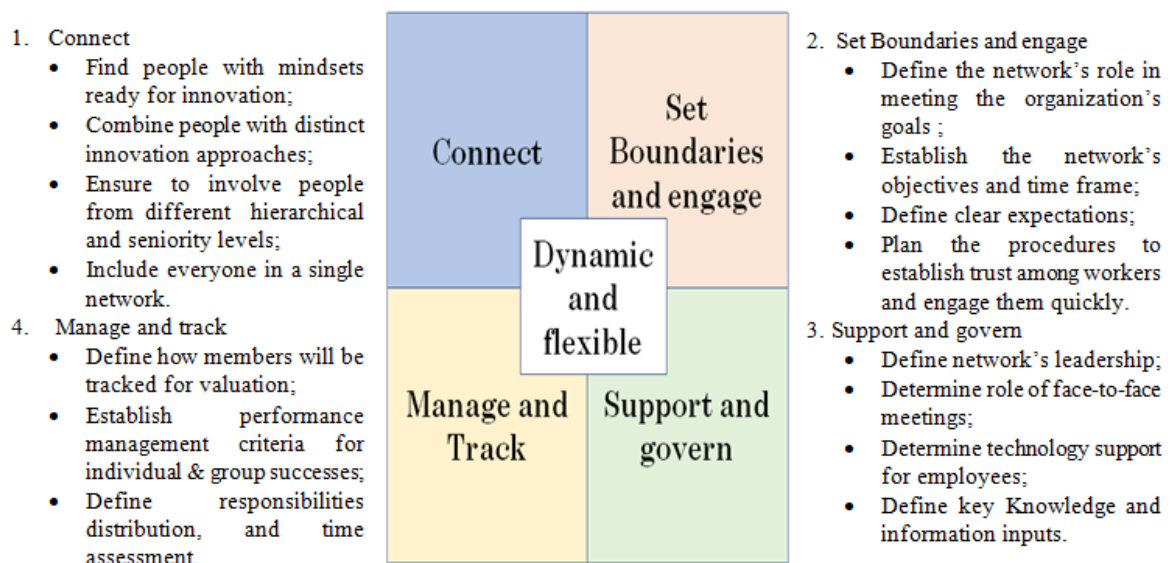 1. Connect
• Find people with mindsets
ready for innovation;
• Combine people with distinct
innovation approaches;
• Ensure to involve people
from different hierarchical
and seniority levels;
• Include everyone in a single
network.
4. Manage and track
• Define how members will be
tracked for valuation;
• Establish performance
management criteria for
individual & group successes;
• Define responsibilities
distribution, and time
assessment.
Connect
Set
Boundaries
and engage
Dynamic
and
flexible
Manage and
Track
Support and
govern
2. Set Boundaries and engage
• Define the network's role in
meeting the organization's
goals ;
• Establish the network's
objectives and time frame;
• Define clear expectations;
• Plan the procedures to
establish trust among workers
and engage them quickly.
3. Support and govern
• Define network's leadership;
• Determine role of face-to-face
meetings;
• Determine technology support
for employees;
• Define key Knowledge and
information inputs.